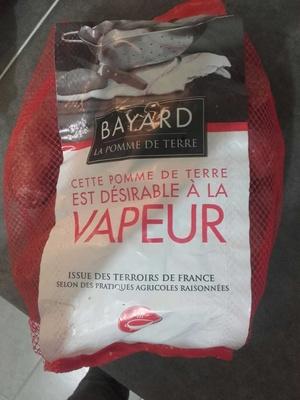 BAYARD
LA POMME DE TERRE
CETTE POMME DE TERRE
EST DÉSIRABLE À LA
VAPEUR
ISSUE DES TERROIRS DE FRANCE
SELON DES PRATIQUES AGRICOLES RAISONNÉES